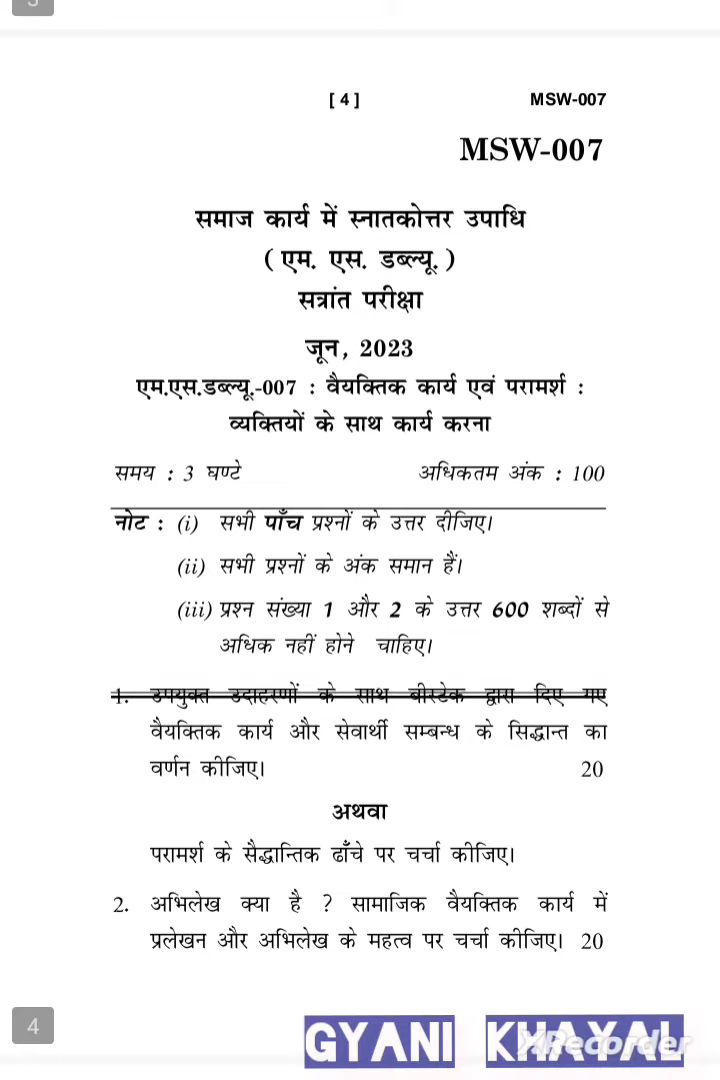 [ 4 ] MSW-007
MSW-007
समाज कार्य में स्नातकोत्तर उपाधि
( एम. एस. डब्ल्यू. )
सत्रांत परीक्षा
जून, 2023
एम.एस.डब्ल्यू.-007 : वैयक्तिक कार्य एवं परामर्श :
व्यक्तियों के साथ कार्य करना
समय : 3 घण्टे अधिकतम अंक : 100
नोट : (i) सभी पाँच प्रश्नों के उत्तर दीजिए।
(ii) सभी प्रश्नों के अंक समान हैं।
(iii) प्रश्न संख्या 1 और 2 के उत्तर 600 शब्दों से
अधिक नहीं होने चाहिए।
1. उपयुक्त उदाहरणों के साथ बीस्टेक द्वारा दिए गए
वैयक्तिक कार्य और सेवार्थी सम्बन्ध के सिद्धान्त का
वर्णन कीजिए। 20
अथवा
परामर्श के सैद्धान्तिक ढाँचे पर चर्चा कीजिए।
2. अभिलेख क्या है ? सामाजिक वैयक्तिक कार्य में
प्रलेखन और अभिलेख के महत्व पर चर्चा कीजिए। 20
4
GYANI KHAYAL
XRecorder